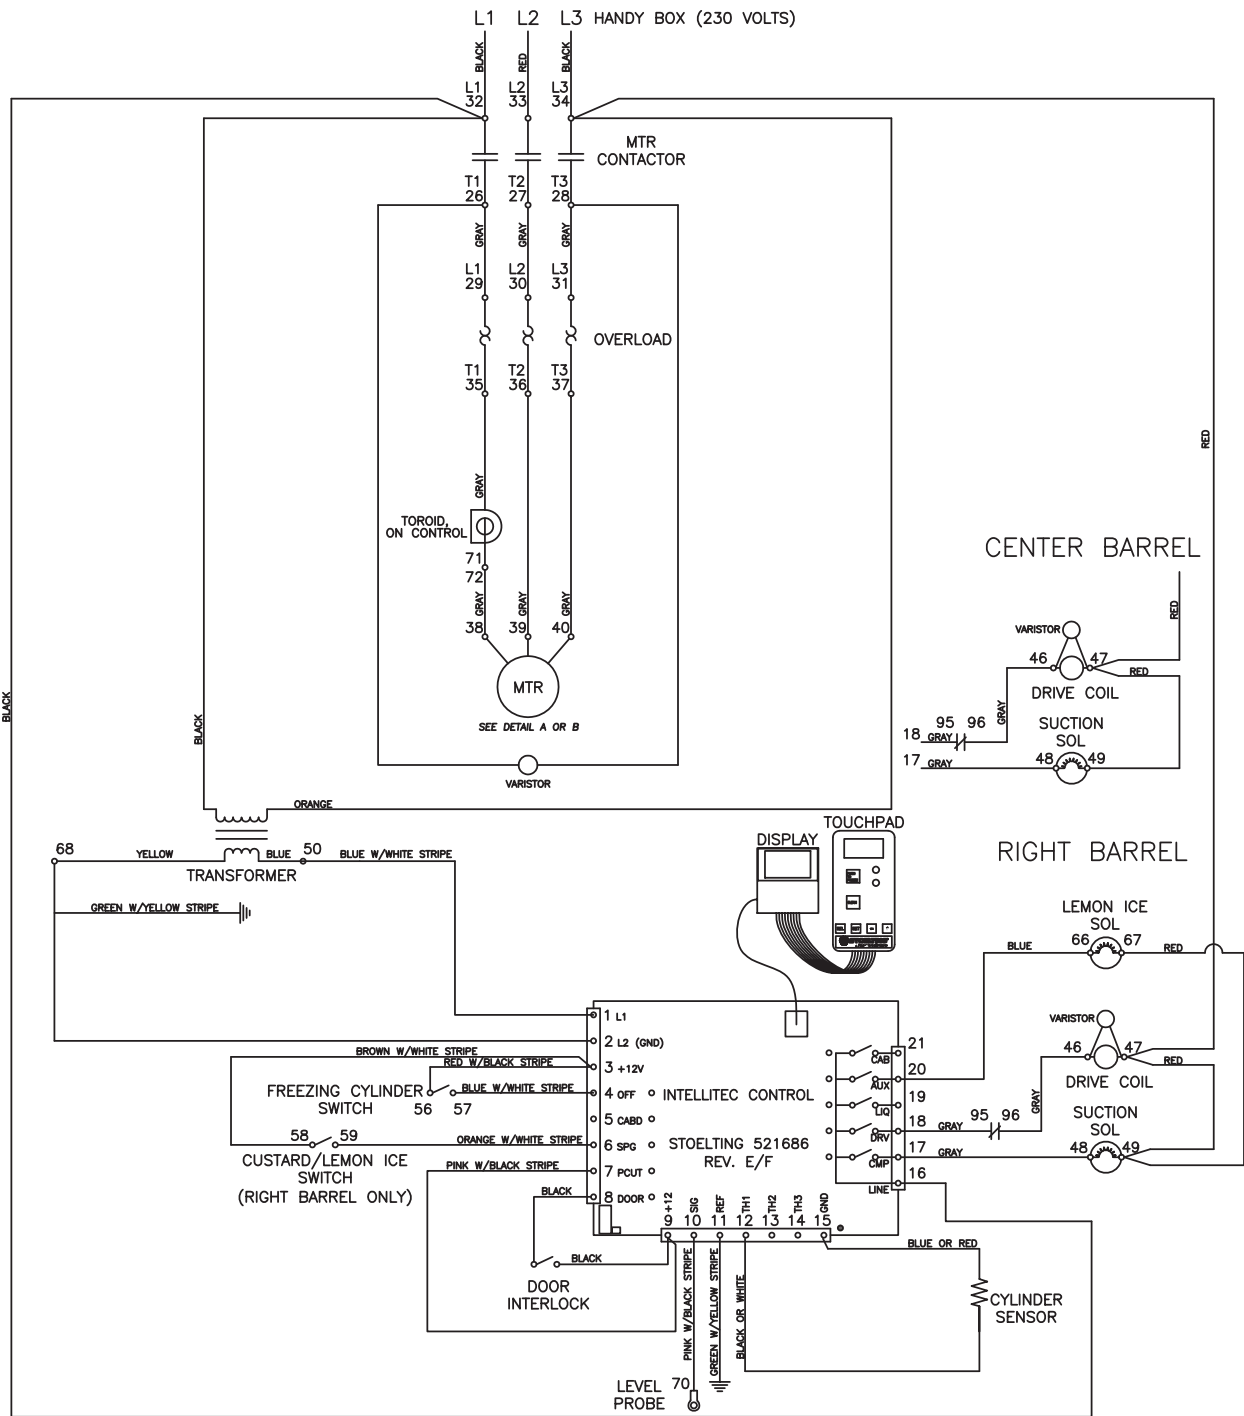 L1 L2 L3 HANDY BOX (230 VOLTS)
BLACK RED BLACK
L1 L2 L3
32 33 34
MTR
CONTACTOR
T1 T2 T3
26 27 28
GRAY GRAY GRAY
L1 L2 L3
29 30 31
OVERLOAD
T1 T2 T3
35 36 37
RED
GRAY
TOROID,
ON CONTROL
71
72
GRAY GRAY GRAY
38 39 40
MTR
SEE DETAIL A OR B
VARISTOR
BLACK
BLACK
CENTER BARREL
RED
VARISTOR
46 47
RED
DRIVE COIL
GRAY
95 96
18 GRAY
SUCTION
SOL
17 GRAY
48 49
ORANGE
68 YELLOW BLUE 50 BLUE W/WHITE STRIPE
TRANSFORMER
GREEN W/YELLOW STRIPE
DISPLAY
TOUCHPAD
RIGHT BARREL
LEMON ICE
SOL
66 67
BLUE RED
VARISTOR
46 47
RED
DRIVE COIL
GRAY
95 96
SUCTION
SOL
48 49
1 L1
2 L2 (GND)
BROWN W/WHITE STRIPE
RED W/BLACK STRIPE
3 +12V
FREEZING CYLINDER
SWITCH
56 57
BLUE W/WHITE STRIPE
4 OFF
INTELLITEC CONTROL
5 CABD
58 59
ORANGE W/WHITE STRIPE
6 SPG
STOELTING 521686
REV. E/F
CUSTARD/LEMON ICE
SWITCH
(RIGHT BARREL ONLY)
PINK W/BLACK STRIPE
7 PCUT
BLACK
8 DOOR
21
CAB
20
AUX
19
LIQ
18 GRAY
DRV
17 GRAY
CMP
16
LINE
+12 SIG REF TH1 TH2 TH3 GND
9 10 11 12 13 14 15
BLACK
DOOR
INTERLOCK
PINK W/BLACK STRIPE
GREEN W/YELLOW STRIPE
BLACK OR WHITE
BLUE OR RED
CYLINDER
SENSOR
LEVEL
PROBE
70